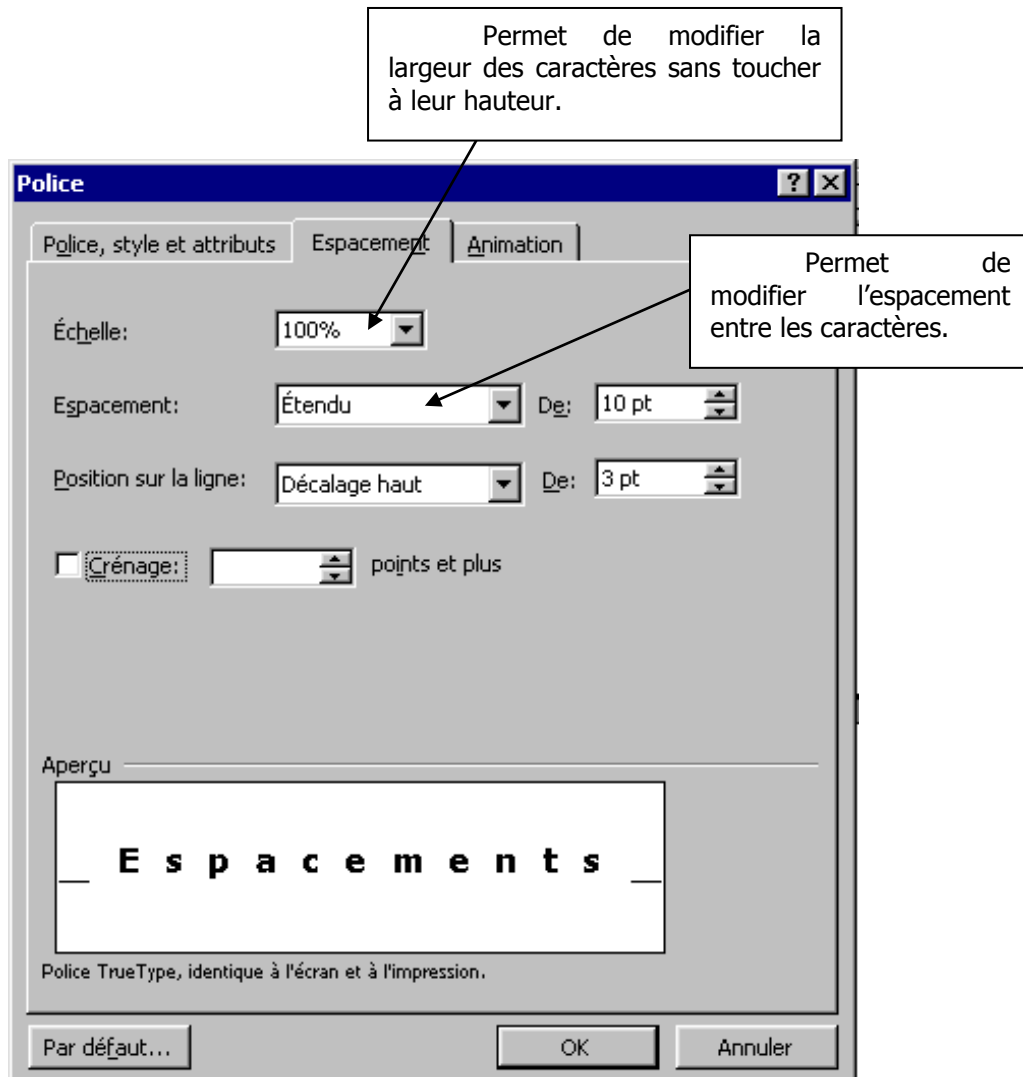 Permet de modifier la
largeur des caractères sans toucher
à leur hauteur.
Police
Police, style et attributs Espacement Animation
Permet de
modifier l’espacement
entre les caractères.
Échelle: 100%
Espacement: Étendu De: 10 pt
Position sur la ligne: Décalage haut De: 3 pt
Crénage: points et plus
Aperçu
Espacements
Police TrueType, identique à l'écran et à l'impression.
Par défaut... OK Annuler